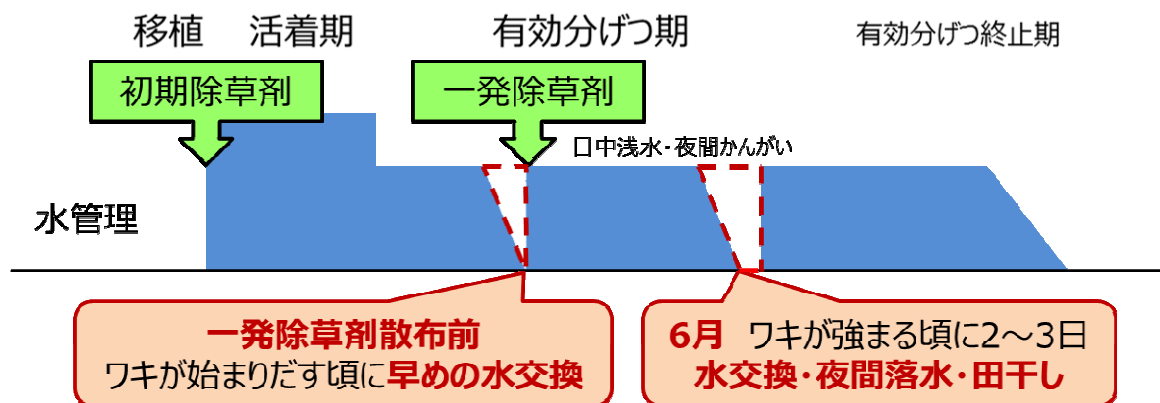 移植 活着期 有効分げつ期 有効分げつ終止期
初期除草剤 一発除草剤
口中浅水・夜間かんがい
水管理
一発除草剤散布前
ワキが始まりだす頃に早めの水交換
6月 ワキが強まる頃に2～3日
水交換・夜間落水・田干し